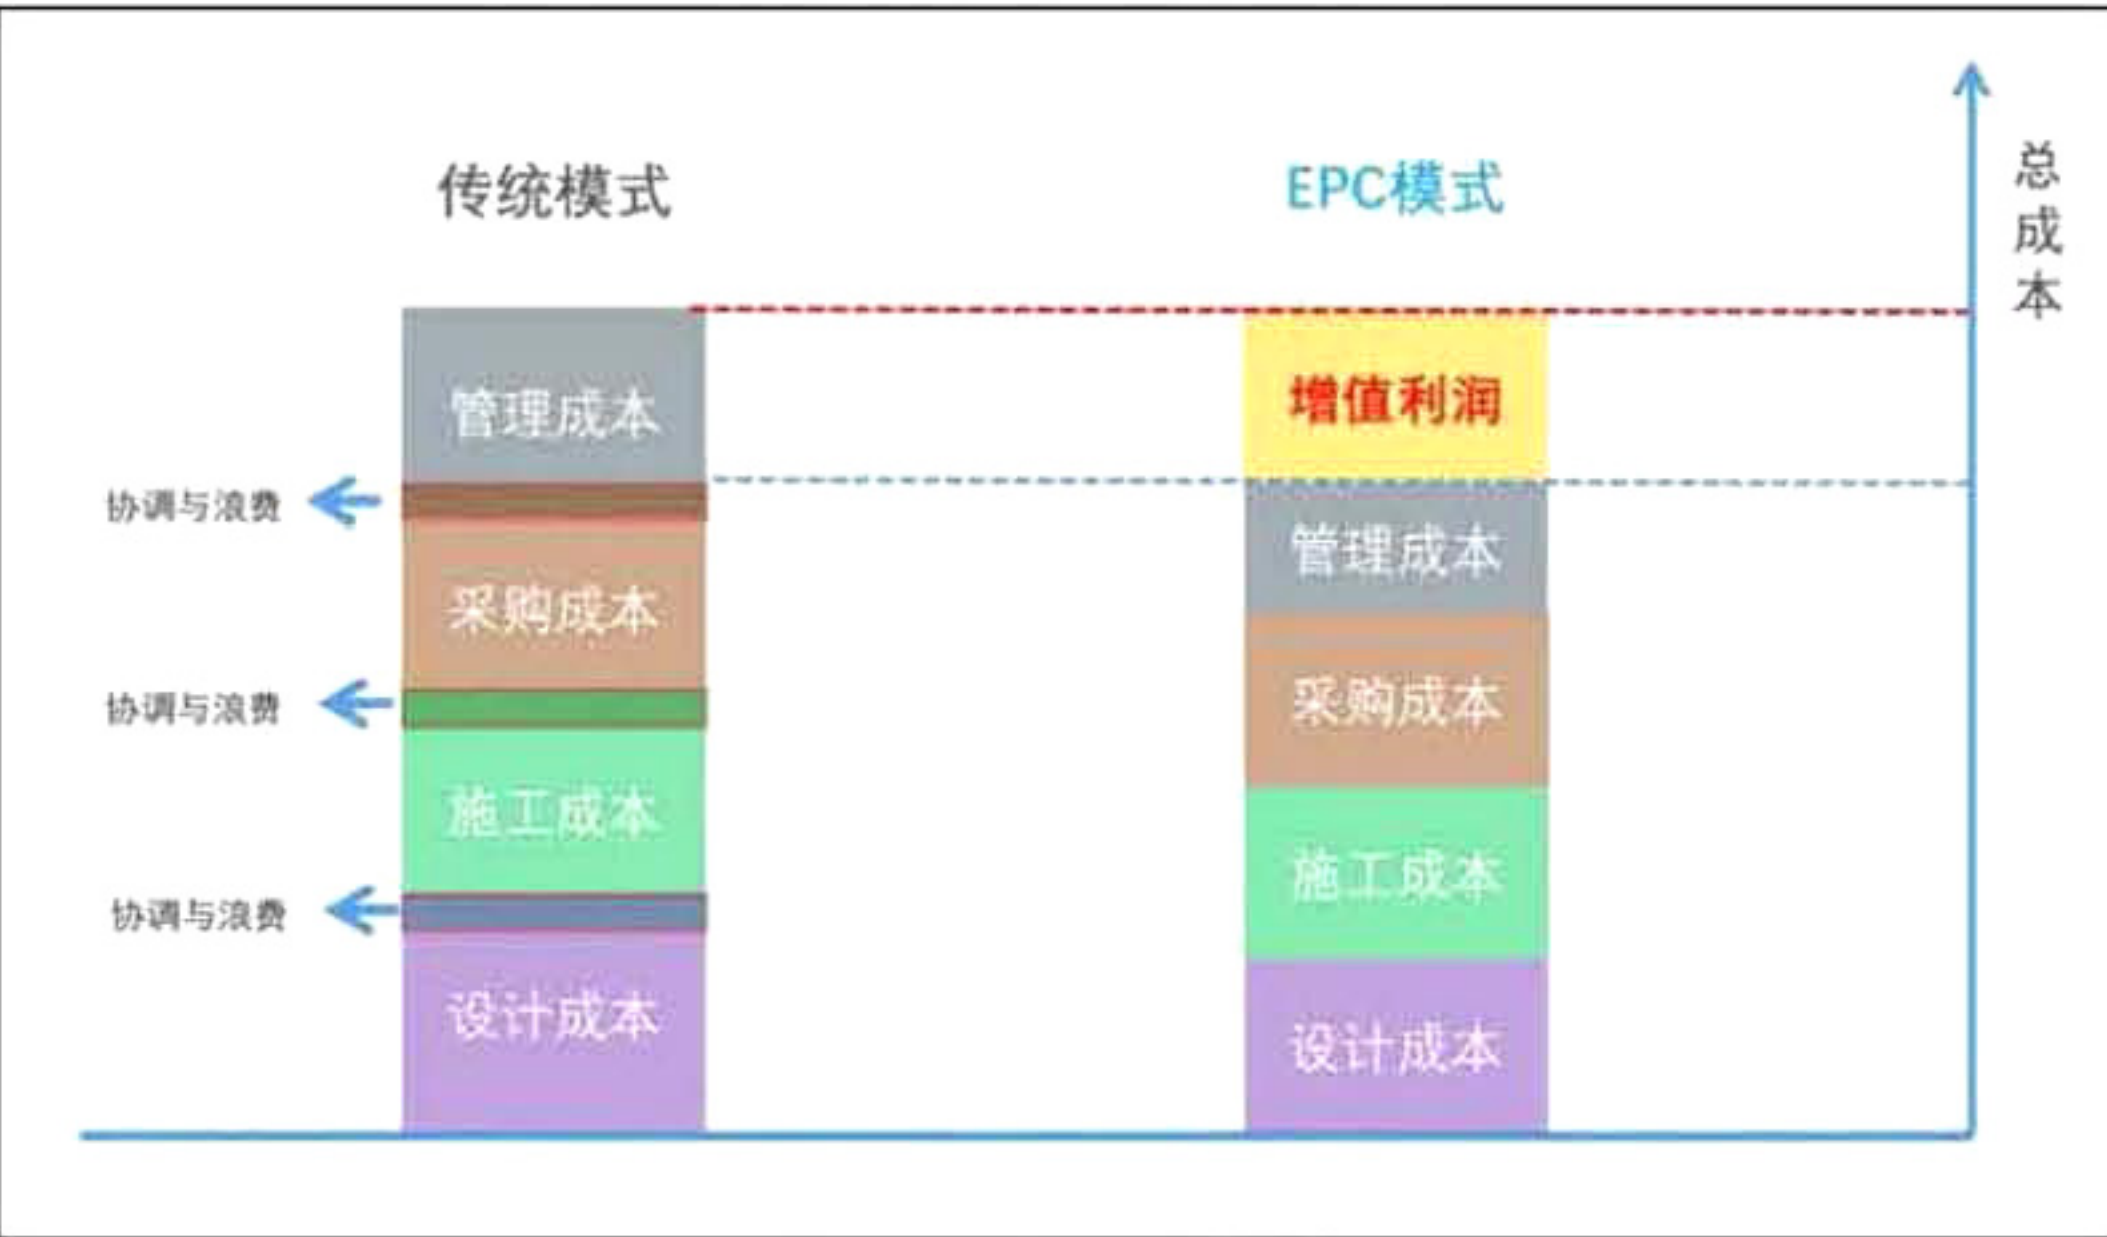 传统模式
EPC模式
总成本
管理成本
协调与浪费
采购成本
协调与浪费
施工成本
协调与浪费
设计成本
增值利润
管理成本
采购成本
施工成本
设计成本